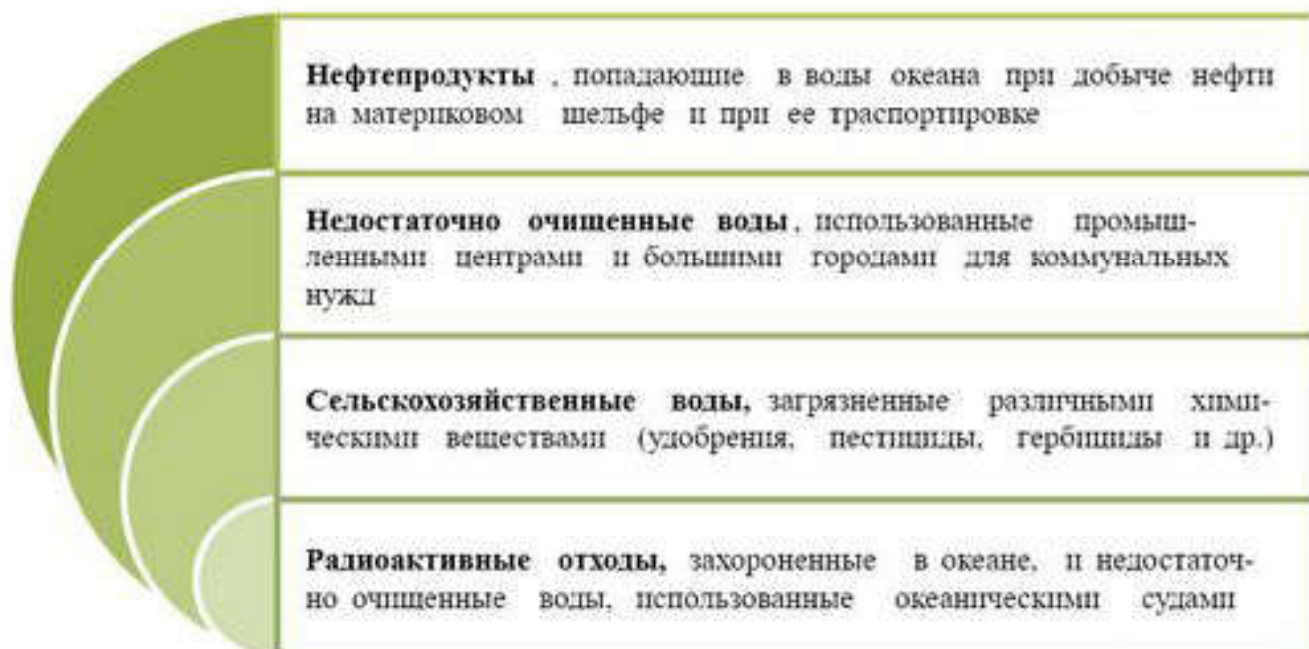 Нефтепродукты , попадающие в воды океана при добыче нефти
на материковом шельфе и при ее траспортировке
Недостаточно очищенные воды, использованные промыш-
ленными центрами и большими городами для коммунальных
нужд
Сельскохозяйственные воды, загрязненные различными хими-
ческими веществами (удобрения, пестициды, гербициды и др.)
Радиоактивные отходы, захороненные в океане, и недостаточ-
но очищенные воды, использованные океаническими судами